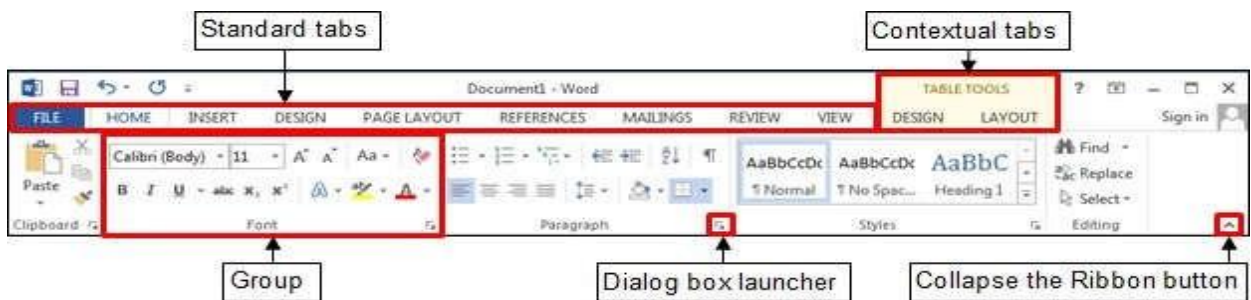 Standard tabs
Contextual tabs
Document1 - Word
TABLE TOOLS
?
FILE HOME INSERT DESIGN PAGE LAYOUT REFERENCES MAILINGS REVIEW VIEW DESIGN LAYOUT Sign in
Calibri (Body) 11 A A Aa
AaBbCcDc AaBbCcDc AaBbC
Find
Replace
Paste
B I U abc X, X² A A
¶ Normal ¶ No Spac... Heading 1
Select
Clipboard Font Paragraph Styles Editing
Group
Dialog box launcher
Collapse the Ribbon button